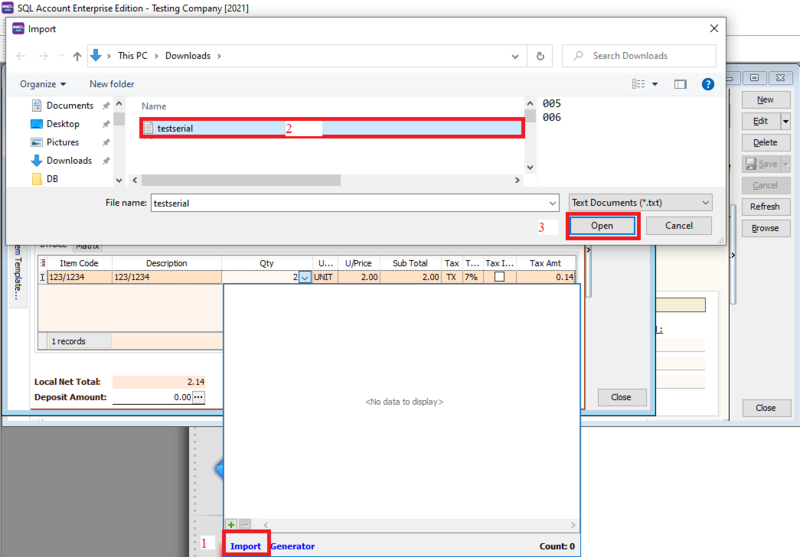 SQL Account Enterprise Edition - Testing Company [2021]
Import
This PC > Downloads >
Search Downloads
Organize
New folder
Documents
Desktop
Pictures
Downloads
DB
Name
testserial
2
005
006
File name:
testserial
Text Documents (*.txt)
3
Open
Cancel
New
Edit
Delete
Save
Cancel
Refresh
Browse
Item Template...
Invoice
Matrix
Item Code Description Qty U... U/Price Sub Total Tax T... Tax I... Tax Amt
123/1234 123/1234 2 UNIT 2.00 2.00 TX 7% 0.14
1 records
Local Net Total: 2.14
Deposit Amount: 0.00
<No data to display>
Close
Close
1
Import
Generator
Count: 0